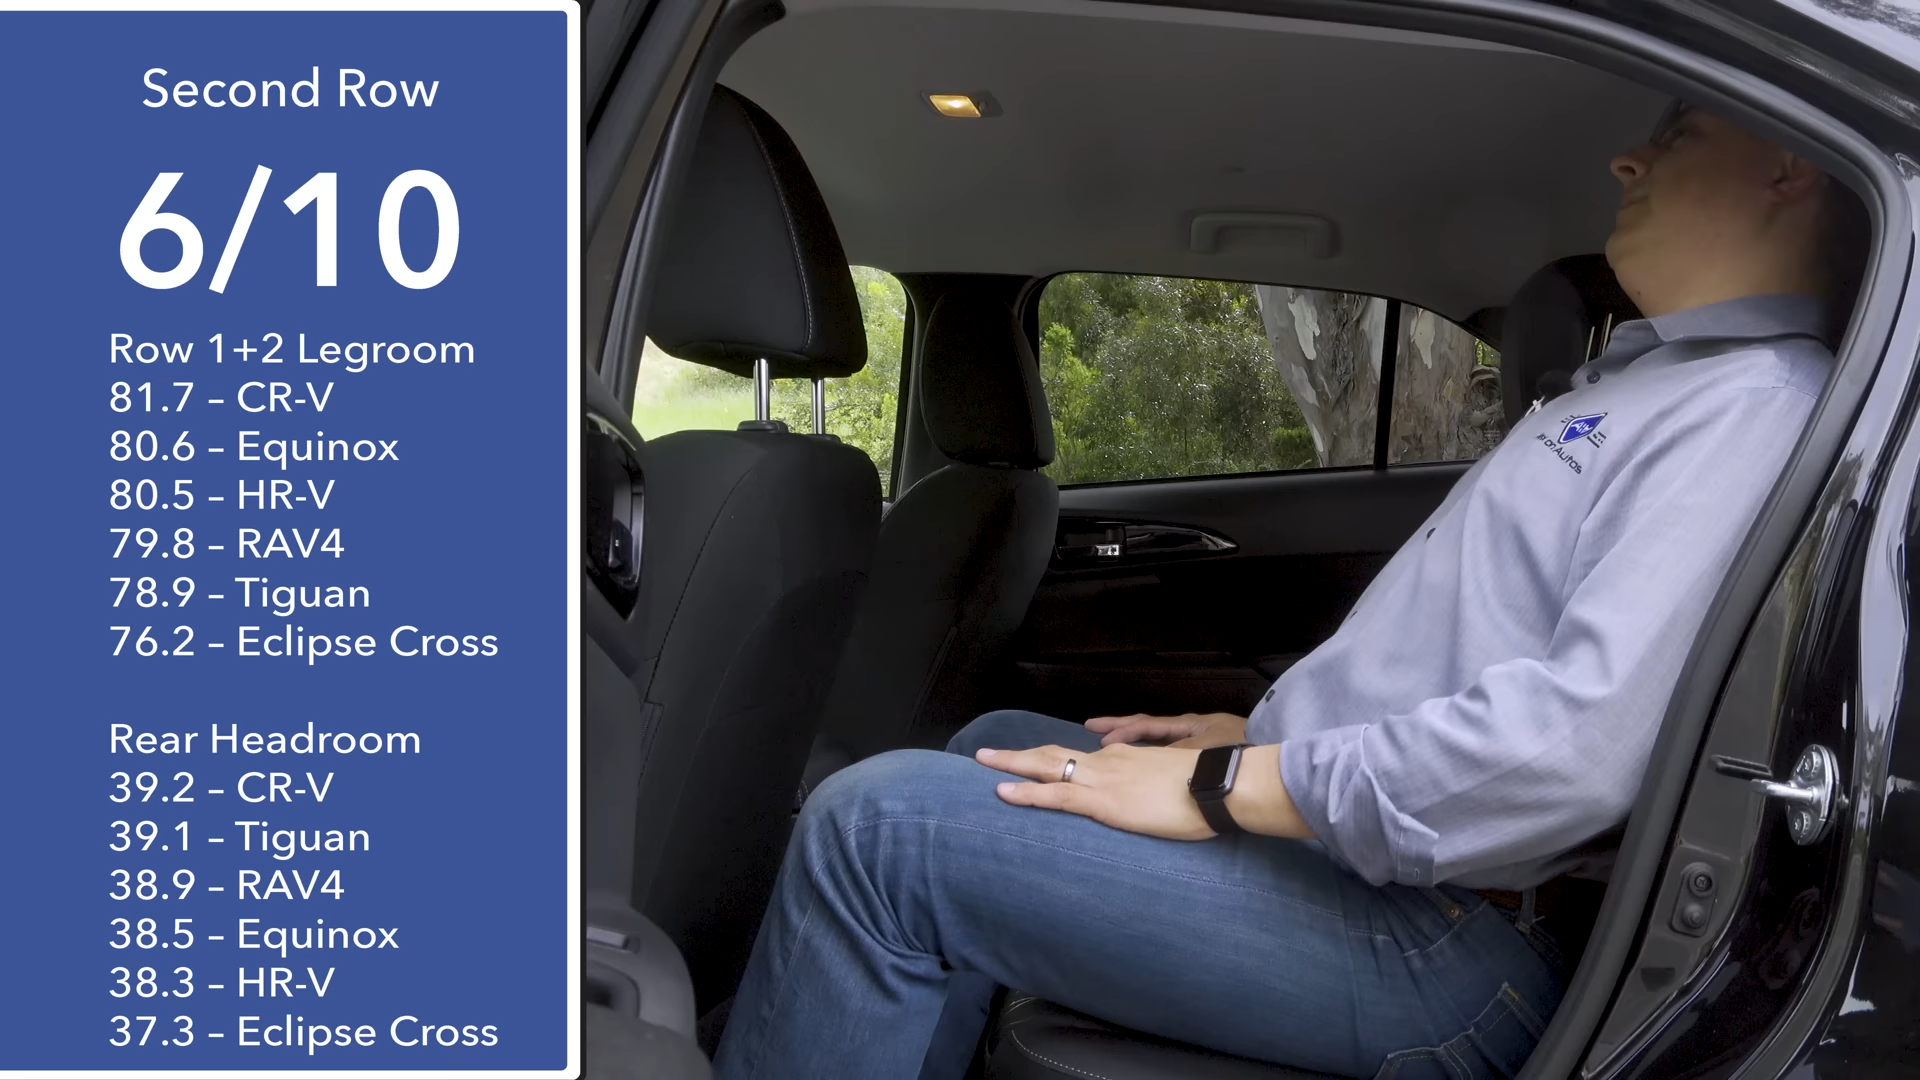 Second Row
6/10
Row 1+2 Legroom
81.7 – CR-V
80.6 – Equinox
80.5 – HR-V
79.8 – RAV4
78.9 – Tiguan
76.2 – Eclipse Cross
Rear Headroom
39.2 – CR-V
39.1 – Tiguan
38.9 – RAV4
38.5 – Equinox
38.3 – HR-V
37.3 – Eclipse Cross
on Autos